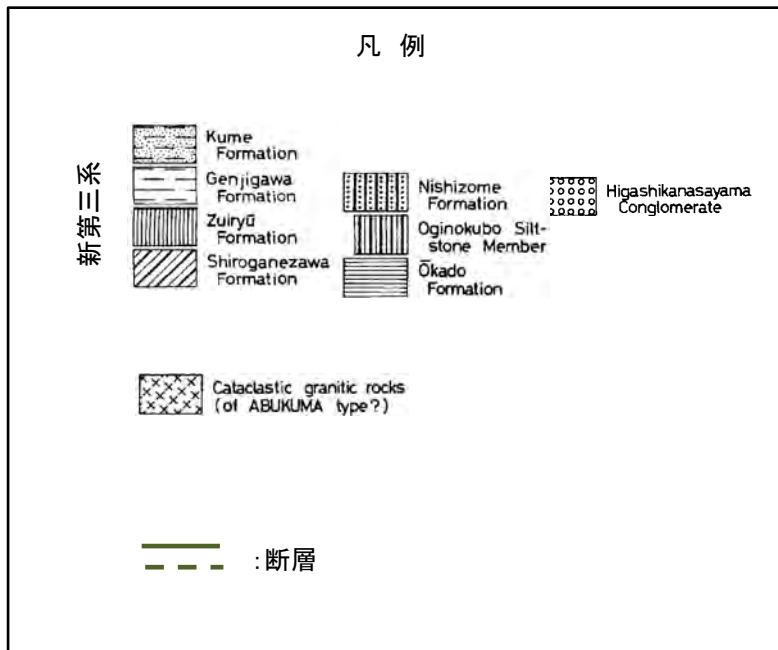 凡 例
新第三系
Kume
Formation
Genjigawa
Formation
Zuiryū
Formation
Shiroganezawa
Formation
Nishizome
Formation
Oginokubo Silt-
stone Member
Ōkado
Formation
Higashikanasayama
Conglomerate
Cataclastic granitic rocks
(of ABUKUMA type?)
:断層